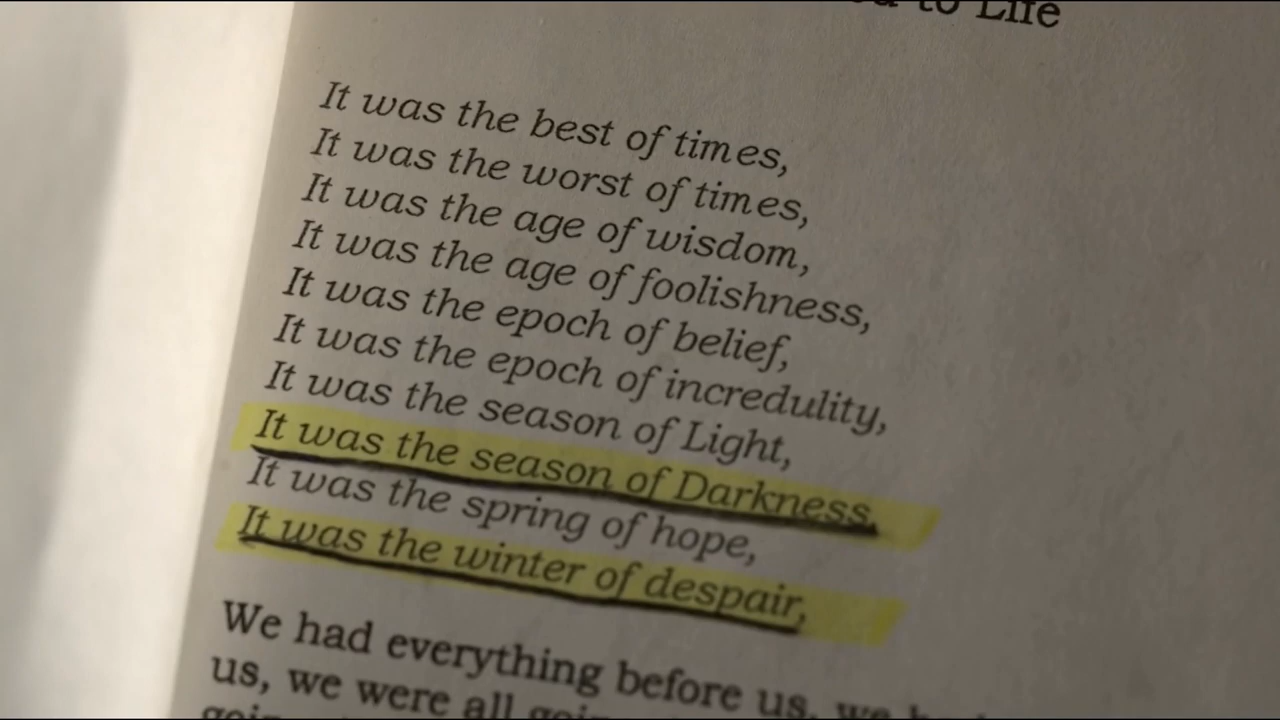 to Life
It was the best of times,
It was the worst of times,
It was the age of wisdom,
It was the age of foolishness,
It was the epoch of belief,
It was the epoch of incredulity,
It was the season of Light,
It was the season of Darkness,
It was the spring of hope,
It was the winter of despair,
We had everything before us, we
us, we were all